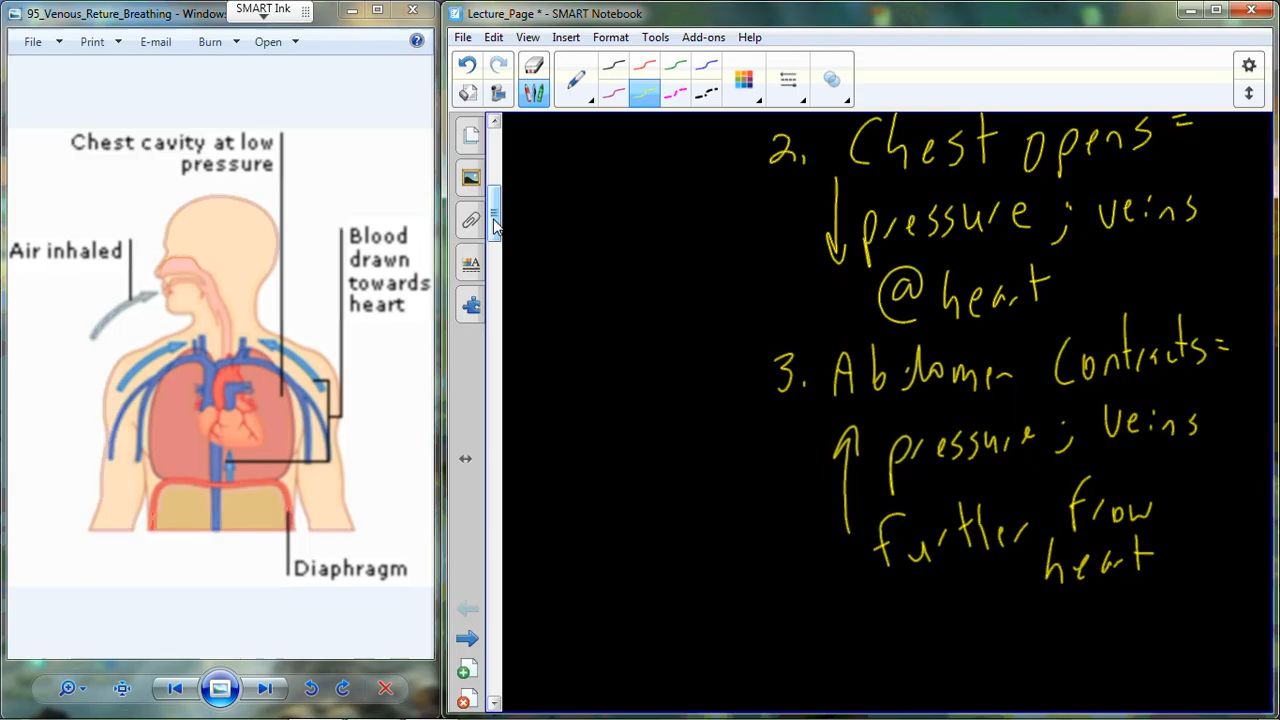 95_Venous_Reture_Breathing - Windows
SMART Ink
File Print E-mail Burn Open
Chest cavity at low
pressure
Air inhaled
Blood
drawn
towards
heart
Diaphragm
Lecture_Page * - SMART Notebook
File Edit View Insert Format Tools Add-ons Help
2. Chest opens =
↓ pressure ; veins
@ heart
3. Abdomen Contracts =
↑ pressure ; veins
further from
heart